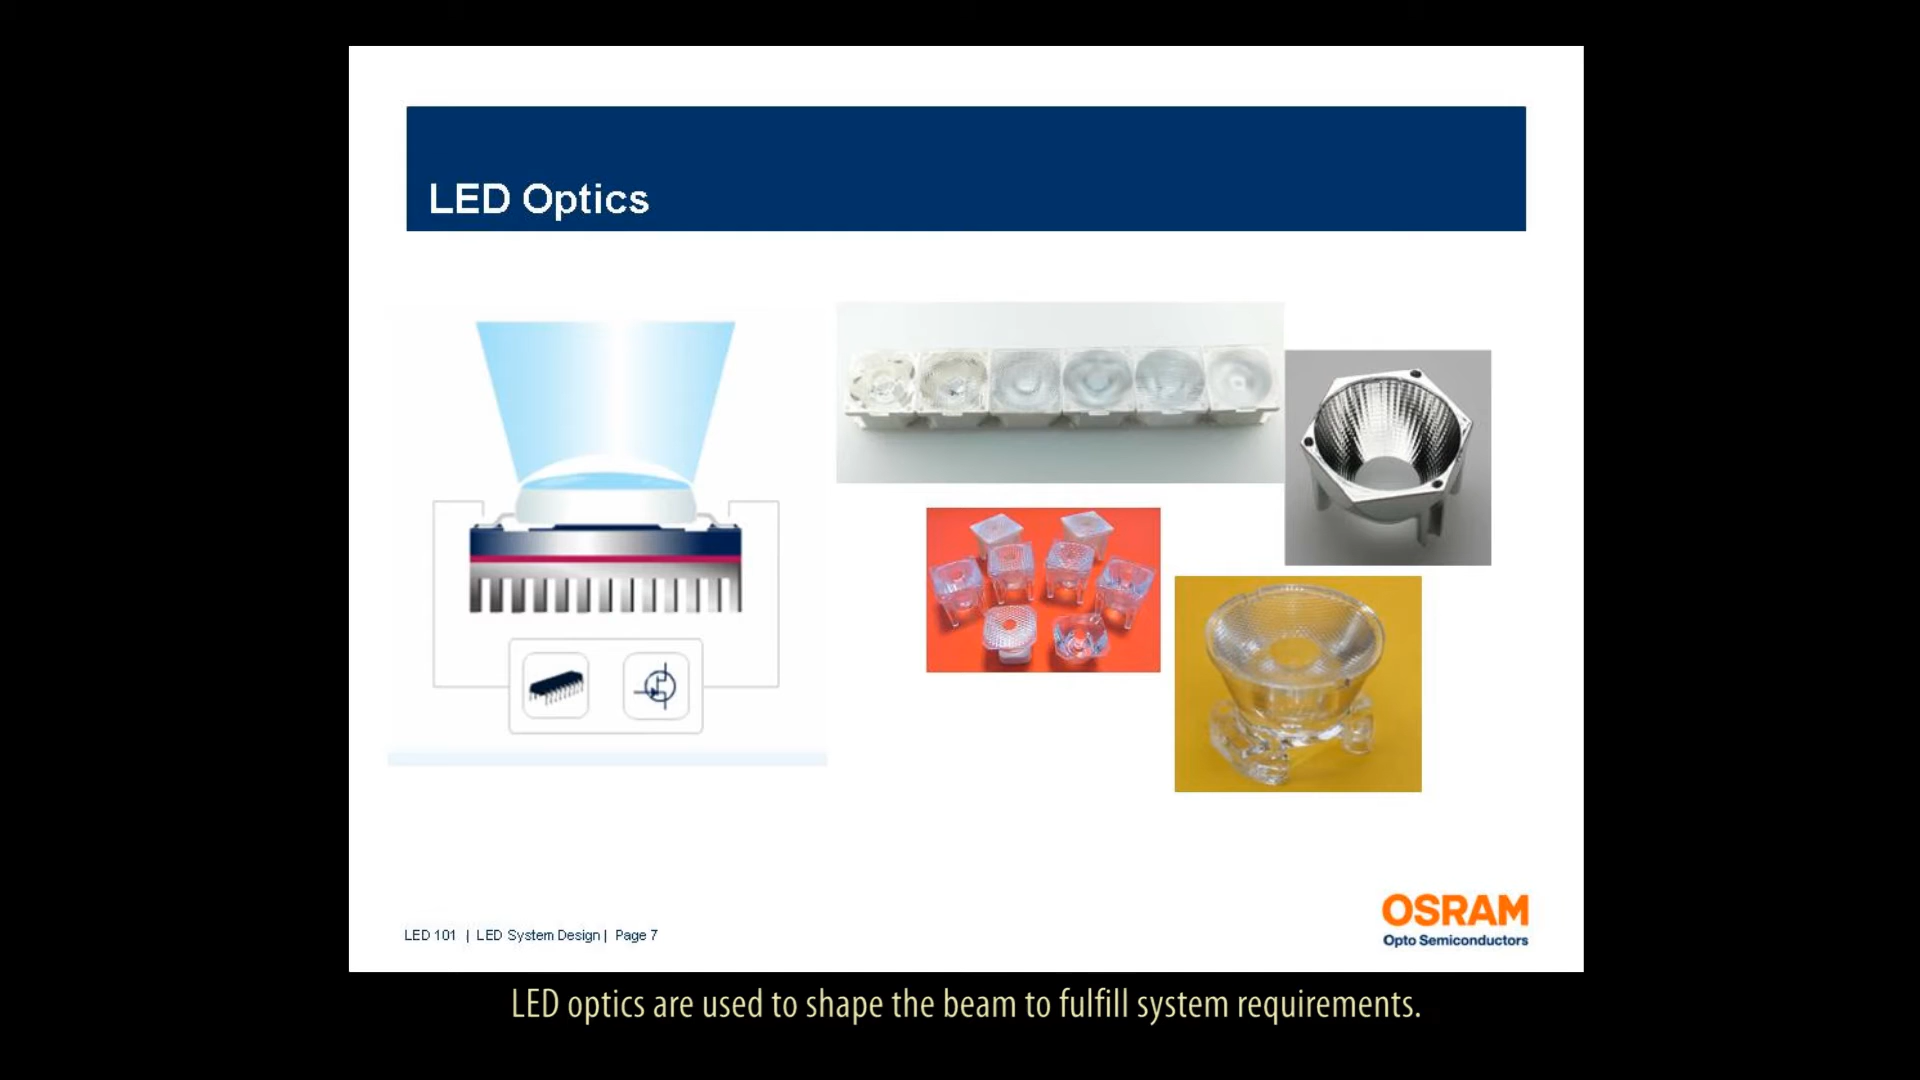 LED Optics
LED 101 | LED System Design | Page 7
OSRAM
Opto Semiconductors
LED optics are used to shape the beam to fulfill system requirements.